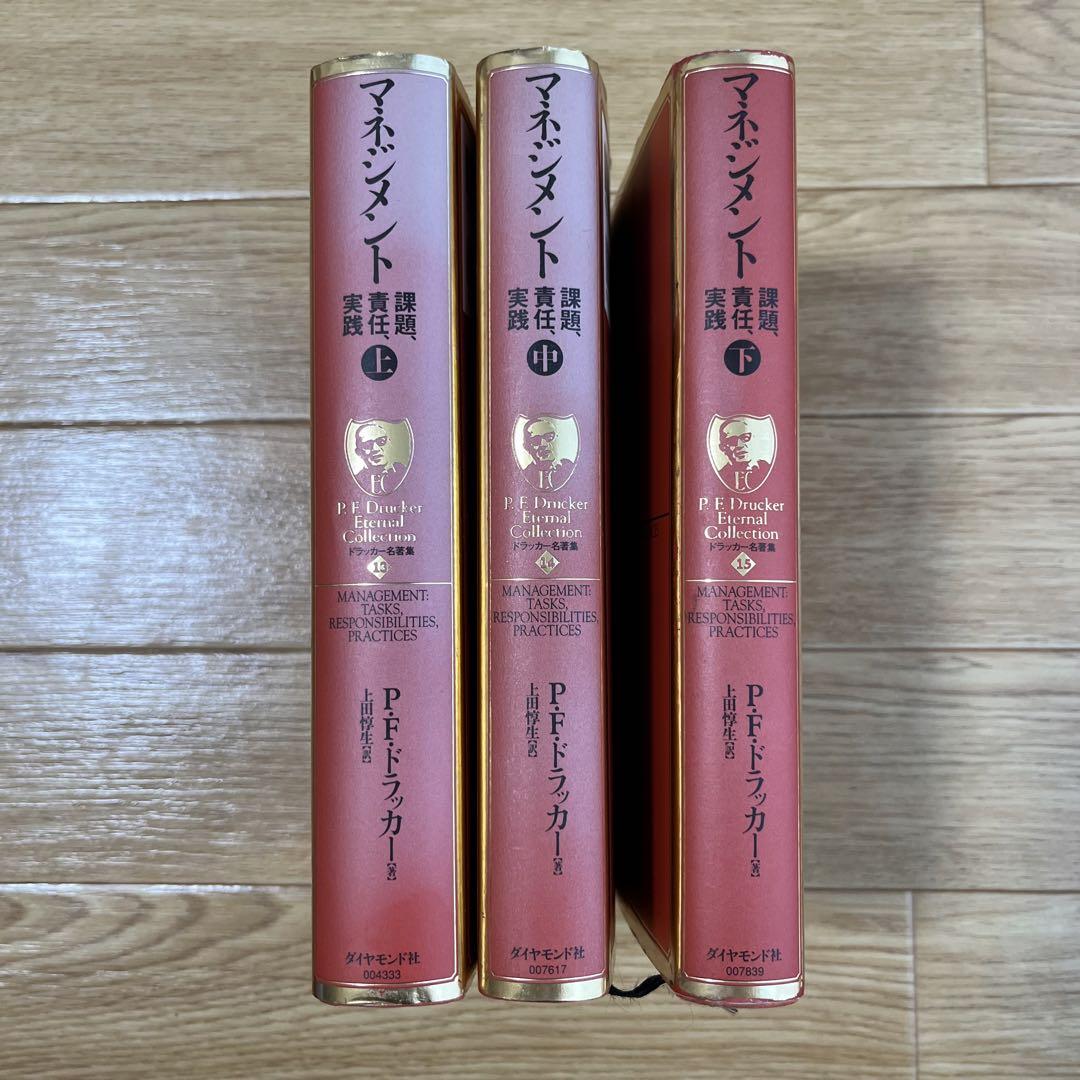 マネジメント
課題、
責任、
実践
上
EC
P. F. Drucker
Eternal
Collection
ドラッカー名著集
13
MANAGEMENT:
TASKS,
RESPONSIBILITIES,
PRACTICES
P・F・ドラッカー[著]
上田惇生[訳]
ダイヤモンド社
004333
マネジメント
課題、
責任、
実践
中
EC
P. F. Drucker
Eternal
Collection
ドラッカー名著集
14
MANAGEMENT:
TASKS,
RESPONSIBILITIES,
PRACTICES
P・F・ドラッカー[著]
上田惇生[訳]
ダイヤモンド社
007617
マネジメント
課題、
責任、
実践
下
EC
P. F. Drucker
Eternal
Collection
ドラッカー名著集
15
MANAGEMENT:
TASKS,
RESPONSIBILITIES,
PRACTICES
P・F・ドラッカー[著]
上田惇生[訳]
ダイヤモンド社
007839